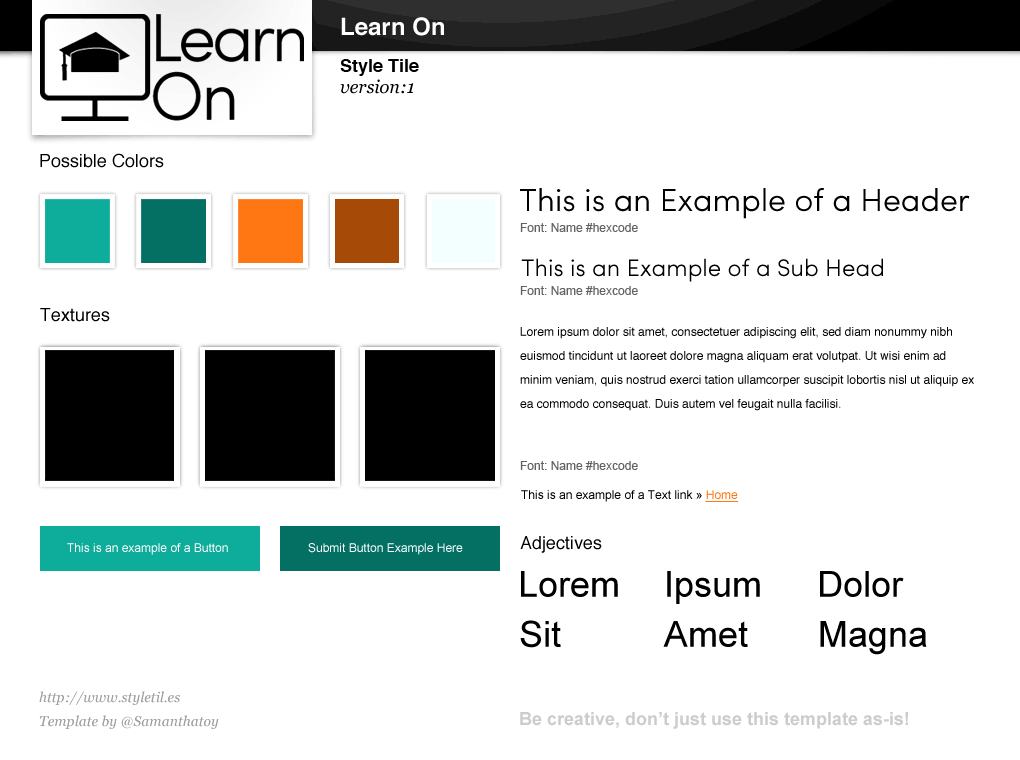 Learn
On
Learn On
Style Tile
version:1
Possible Colors
Textures
This is an example of a Button
Submit Button Example Here
This is an Example of a Header
Font: Name #hexcode
This is an Example of a Sub Head
Font: Name #hexcode
Lorem ipsum dolor sit amet, consectetuer adipiscing elit, sed diam nonummy nibh
euismod tincidunt ut laoreet dolore magna aliquam erat volutpat. Ut wisi enim ad
minim veniam, quis nostrud exerci tation ullamcorper suscipit lobortis nisl ut aliquip ex
ea commodo consequat. Duis autem vel feugait nulla facilisi.
Font: Name #hexcode
This is an example of a Text link » Home
Adjectives
Lorem Ipsum Dolor
Sit Amet Magna
http://www.styletil.es
Template by @Samanthatoy
Be creative, don’t just use this template as-is!